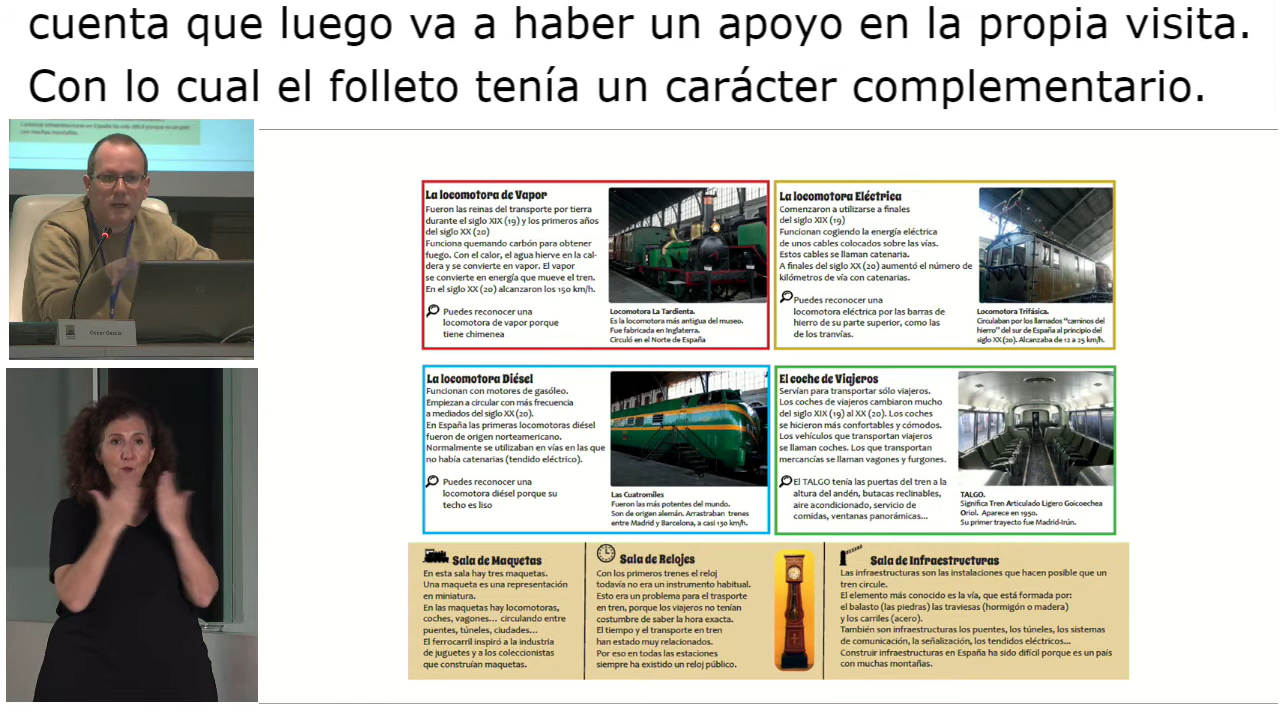 cuenta que luego va a haber un apoyo en la propia visita.
Con lo cual el folleto tenía un carácter complementario.
Construir infraestructuras en España ha sido difícil porque es un país
con muchas montañas.
Oscar García
La locomotora de Vapor
Fueron las reinas del transporte por tierra
durante el siglo XIX (19) y los primeros años
del siglo XX (20)
Funciona quemando carbón para obtener
fuego. Con el calor, el agua hierve en la cal-
dera y se convierte en vapor. El vapor
se convierte en energía que mueve el tren.
En el siglo XX (20) alcanzaron los 150 km/h.
Puedes reconocer una
locomotora de vapor porque
tiene chimenea
Locomotora La Tardienta.
Es la locomotora más antigua del museo.
Fue fabricada en Inglaterra.
Circuló en el Norte de España
La locomotora Eléctrica
Comenzaron a utilizarse a finales
del siglo XIX (19)
Funcionan cogiendo la energía eléctrica
de unos cables colocados sobre las vías.
Estos cables se llaman catenaria.
A finales del siglo XX (20) aumentó el número de
kilómetros de vía con catenarias.
Puedes reconocer una
locomotora eléctrica por las barras de
hierro de su parte superior, como las
de los tranvías.
Locomotora Trifásica.
Circulaban por los llamados "caminos del
hierro" del sur de España al principio del
siglo XX (20). Alcanzaba de 12 a 25 km/h.
La locomotora Diésel
Funcionan con motores de gasóleo.
Empiezan a circular con más frecuencia
a mediados del siglo XX (20).
En España las primeras locomotoras diésel
fueron de origen norteamericano.
Normalmente se utilizaban en vías en las que
no había catenarias (tendido eléctrico).
Puedes reconocer una
locomotora diésel porque su
techo es liso
Las Cuatromiles
Fueron las más potentes del mundo.
Son de origen alemán. Arrastraban trenes
entre Madrid y Barcelona, a casi 130 km/h.
El coche de Viajeros
Servían para transportar sólo viajeros.
Los coches de viajeros cambiaron mucho
del siglo XIX (19) al XX (20). Los coches
se hicieron más confortables y cómodos.
Los vehículos que transportan viajeros
se llaman coches. Los que transportan
mercancías se llaman vagones y furgones.
El TALGO tenía las puertas del tren a la
altura del andén, butacas reclinables,
aire acondicionado, servicio de
comidas, ventanas panorámicas...
TALGO.
Significa Tren Articulado Ligero Goicoechea
Oriol. Aparece en 1950.
Su primer trayecto fue Madrid-Irún.
Sala de Maquetas
En esta sala hay tres maquetas.
Una maqueta es una representación
en miniatura.
En las maquetas hay locomotoras,
coches, vagones... circulando entre
puentes, túneles, ciudades...
El ferrocarril inspiró a la industria
de juguetes y a los coleccionistas
que construían maquetas.
Sala de Relojes
Con los primeros trenes el reloj
todavía no era un instrumento habitual.
Esto era un problema para el trasporte
en tren, porque los viajeros no tenían
costumbre de saber la hora exacta.
El tiempo y el transporte en tren
han estado muy relacionados.
Por eso en todas las estaciones
siempre ha existido un reloj público.
Sala de Infraestructuras
Las infraestructuras son las instalaciones que hacen posible que un
tren circule.
El elemento más conocido es la vía, que está formada por:
el balasto (las piedras) las traviesas (hormigón o madera)
y los carriles (acero).
También son infraestructuras los puentes, los túneles, los sistemas
de comunicación, la señalización, los tendidos eléctricos...
Construir infraestructuras en España ha sido difícil porque es un país
con muchas montañas.